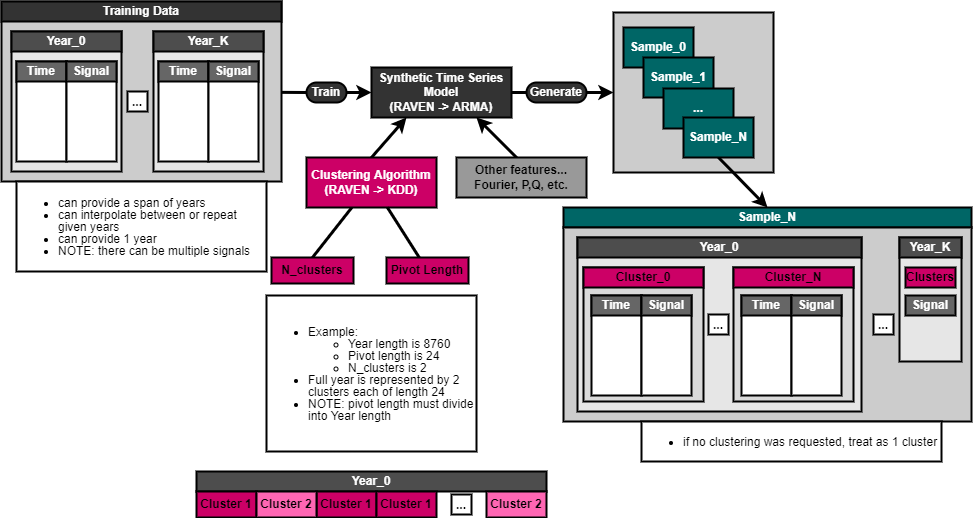 Training Data
Year_0
Year_K
Time
Signal
Time
Signal
...
can provide a span of years
can interpolate between or repeat
given years
can provide 1 year
NOTE: there can be multiple signals
Train
Synthetic Time Series
Model
(RAVEN -> ARMA)
Generate
Clustering Algorithm
(RAVEN -> KDD)
Other features...
Fourier, P,Q, etc.
N_clusters
Pivot Length
Example:
Year length is 8760
Pivot length is 24
N_clusters is 2
Full year is represented by 2
clusters each of length 24
NOTE: pivot length must divide
into Year length
Sample_0
Sample_1
...
Sample_N
Sample_N
Year_0
Cluster_0
Time
Signal
...
Cluster_N
Time
Signal
...
Year_K
Clusters
Signal
if no clustering was requested, treat as 1 cluster
Year_0
Cluster 1
Cluster 2
Cluster 1
Cluster 1
...
Cluster 2